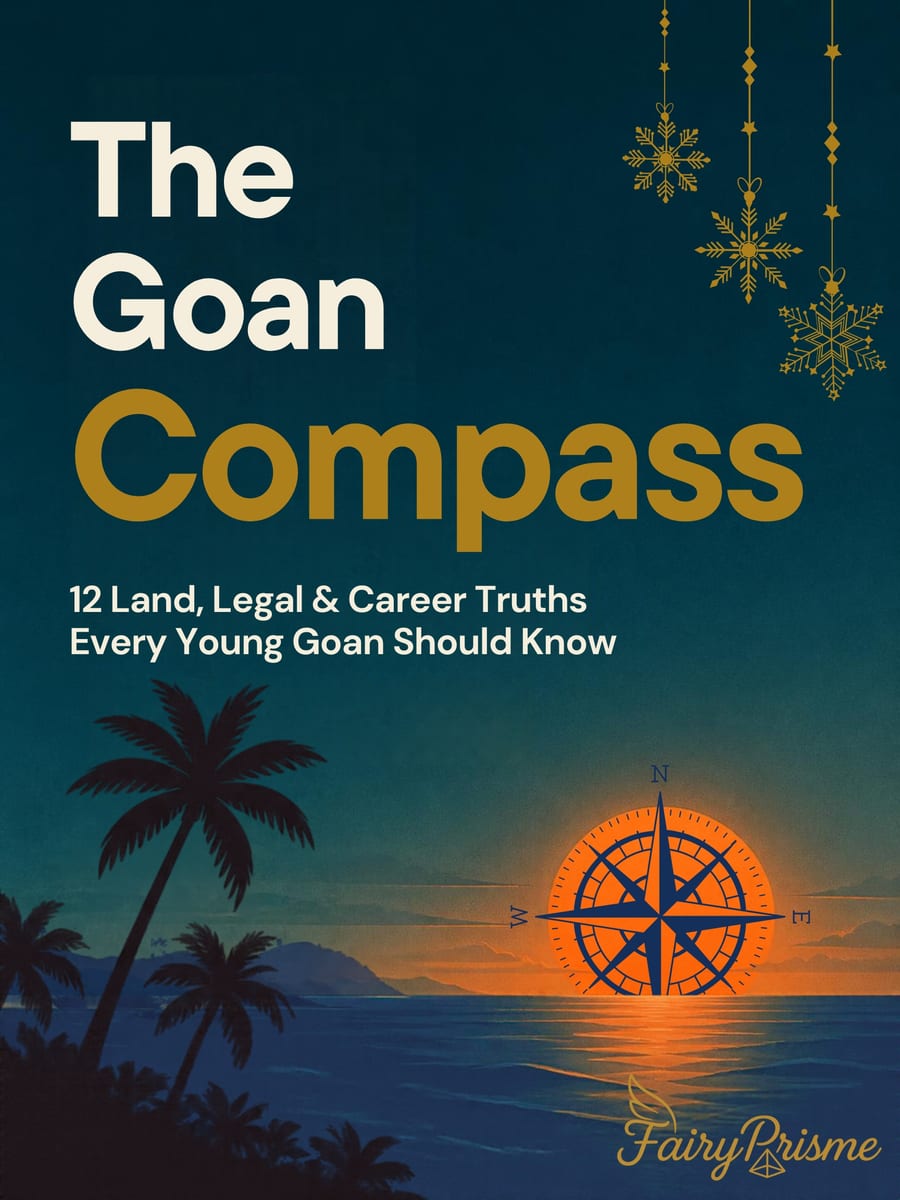 The
Goan
Compass
12 Land, Legal & Career Truths
Every Young Goan Should Know
N
W
E
FairyPrisme